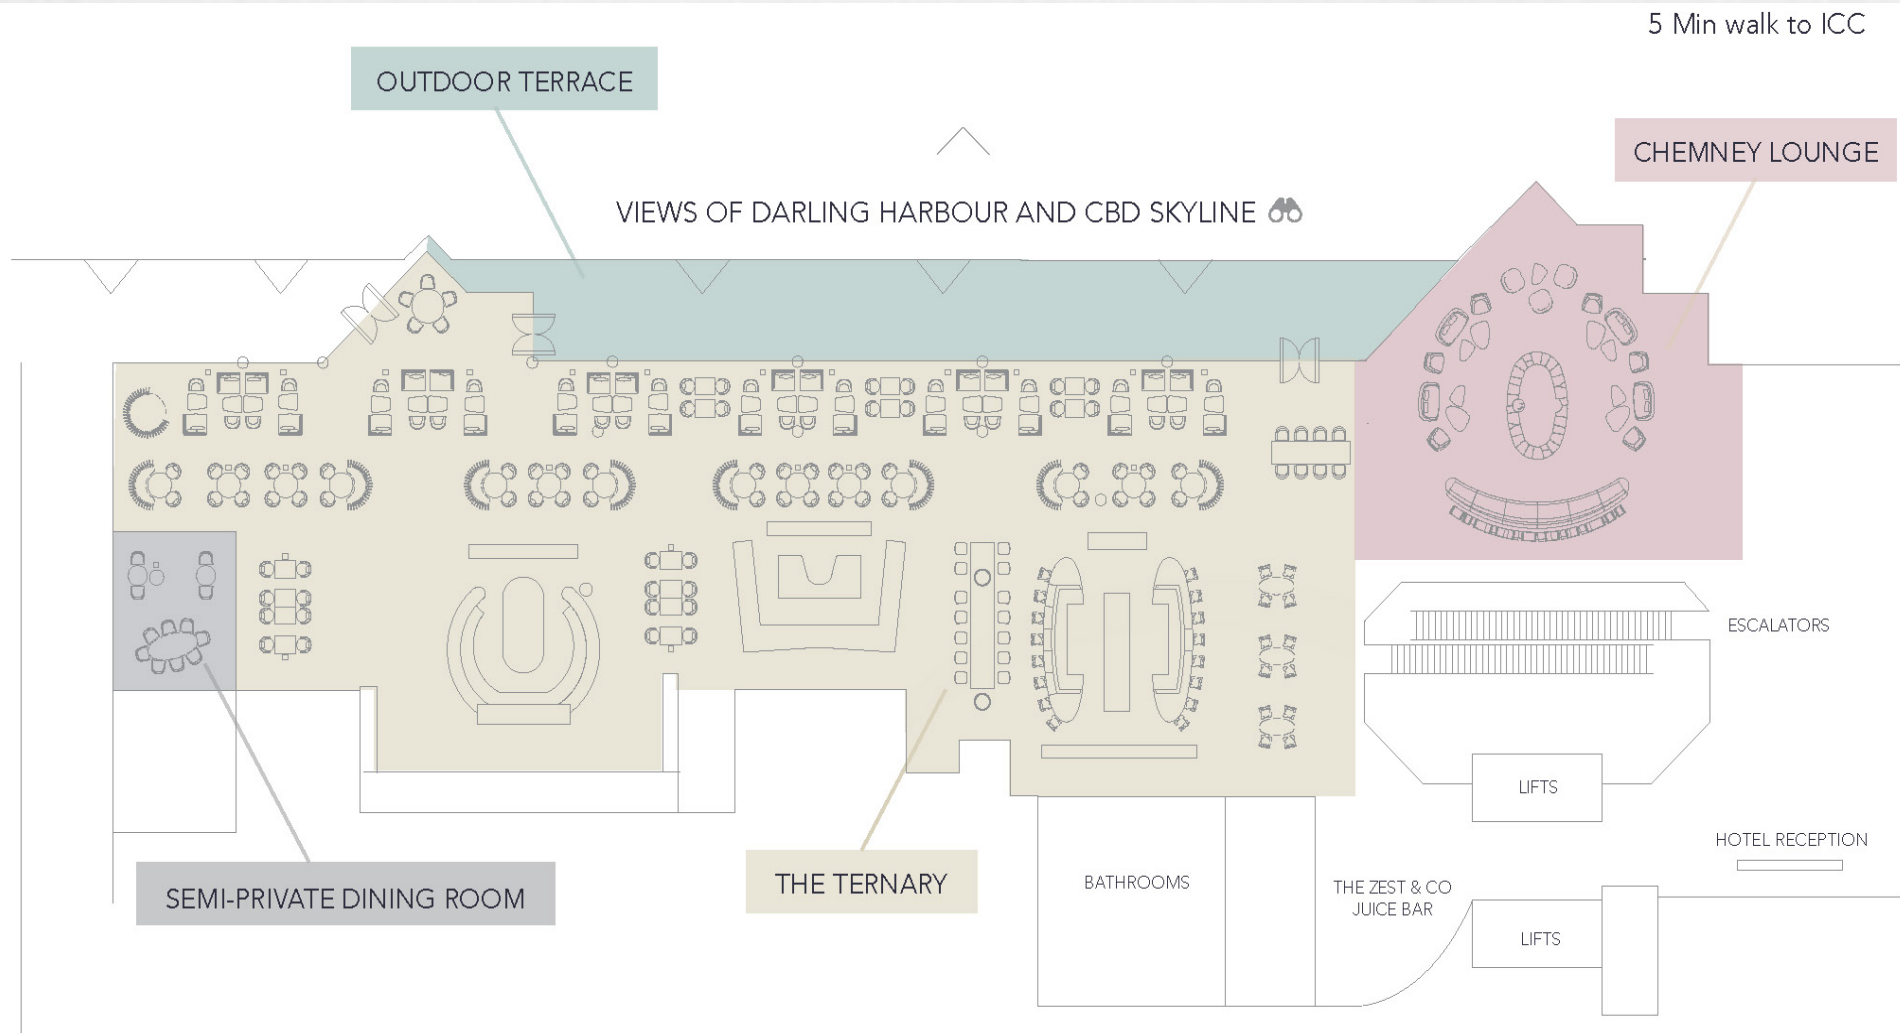 5 Min walk to ICC
OUTDOOR TERRACE
CHEMNEY LOUNGE
VIEWS OF DARLING HARBOUR AND CBD SKYLINE
ESCALATORS
LIFTS
HOTEL RECEPTION
SEMI-PRIVATE DINING ROOM
THE TERNARY
BATHROOMS
THE ZEST & CO
JUICE BAR
LIFTS